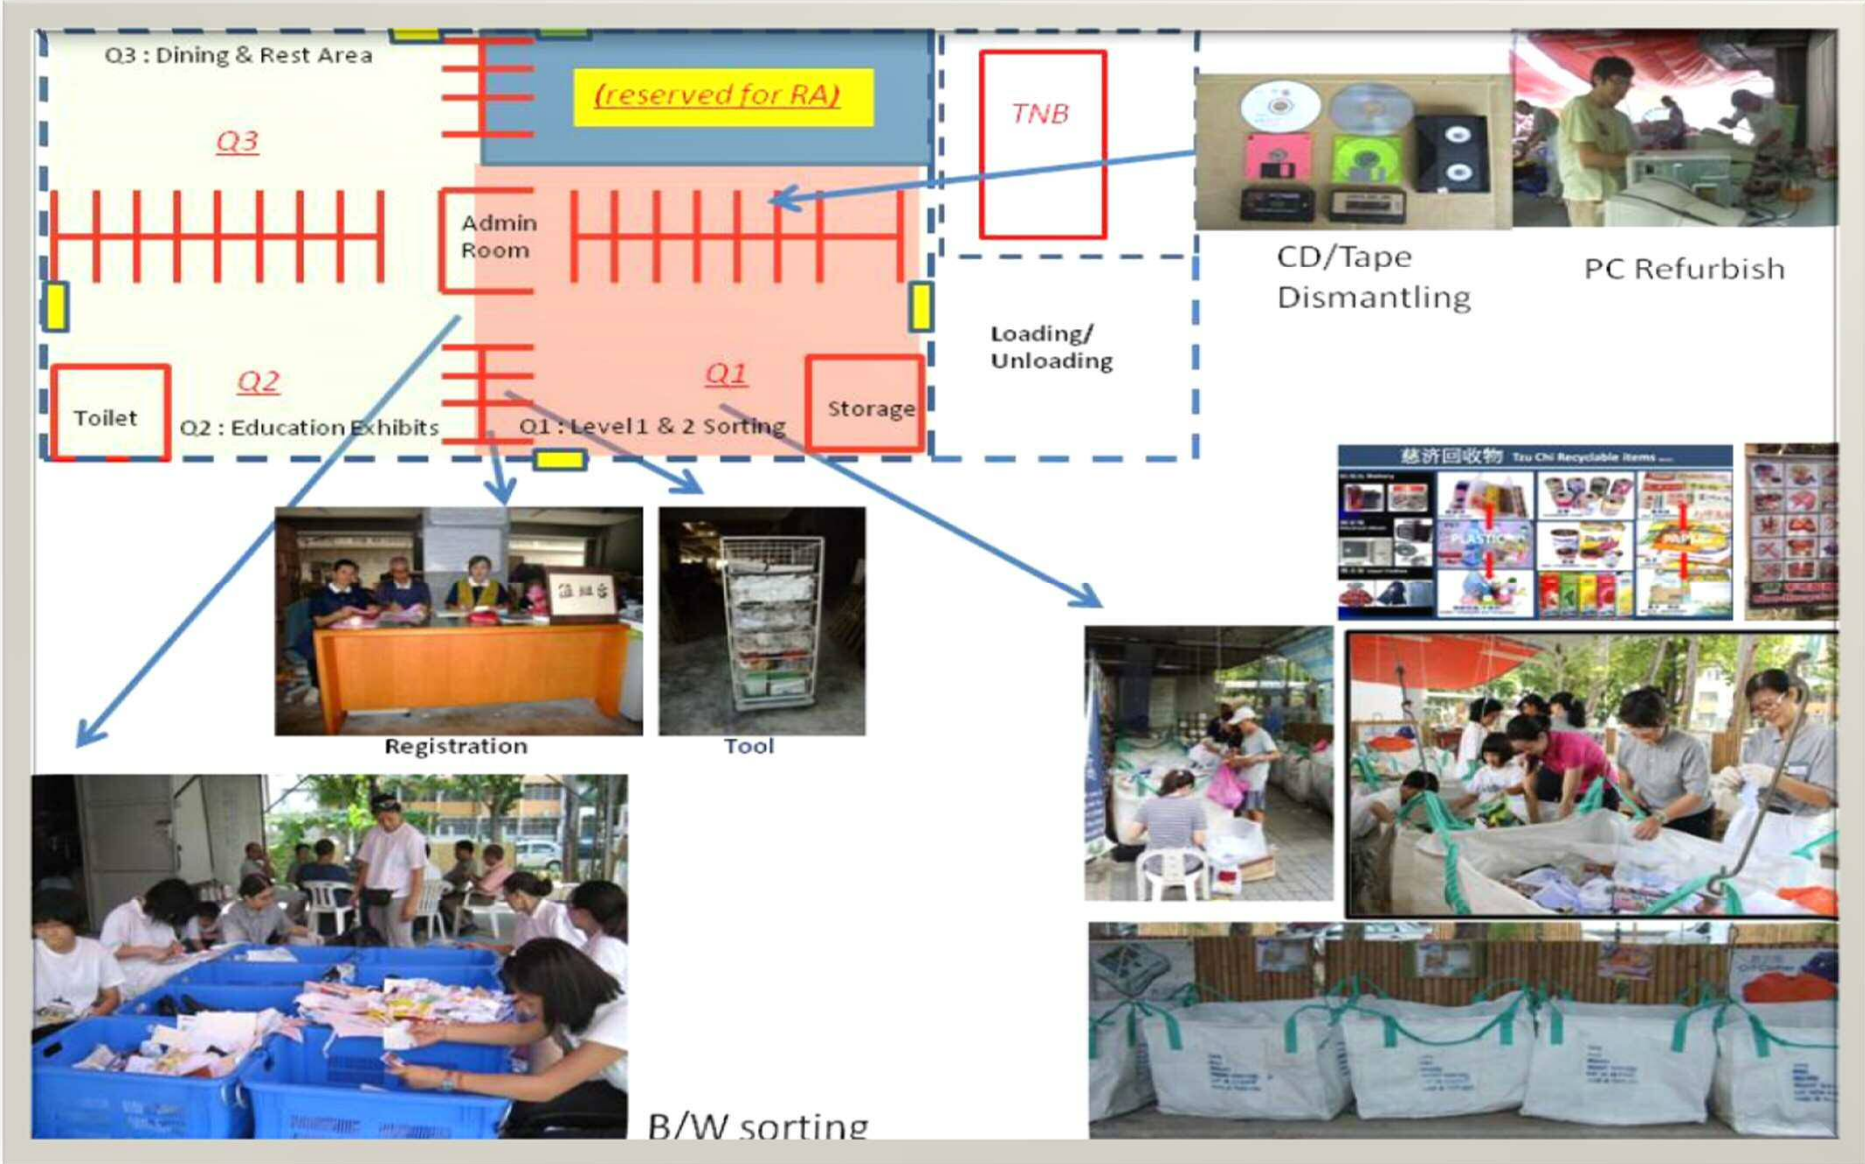 Q3 : Dining & Rest Area
(reserved for RA)
TNB
Q3
Admin
Room
CD/Tape
Dismantling
PC Refurbish
Loading/
Unloading
Q2
Q1
Toilet
Q2 : Education Exhibits
Q1 : Level 1 & 2 Sorting
Storage
慈济回收物 Tzu Chi Recyclable items
PLASTIC
PAPER
Registration
Tool
B/W sorting